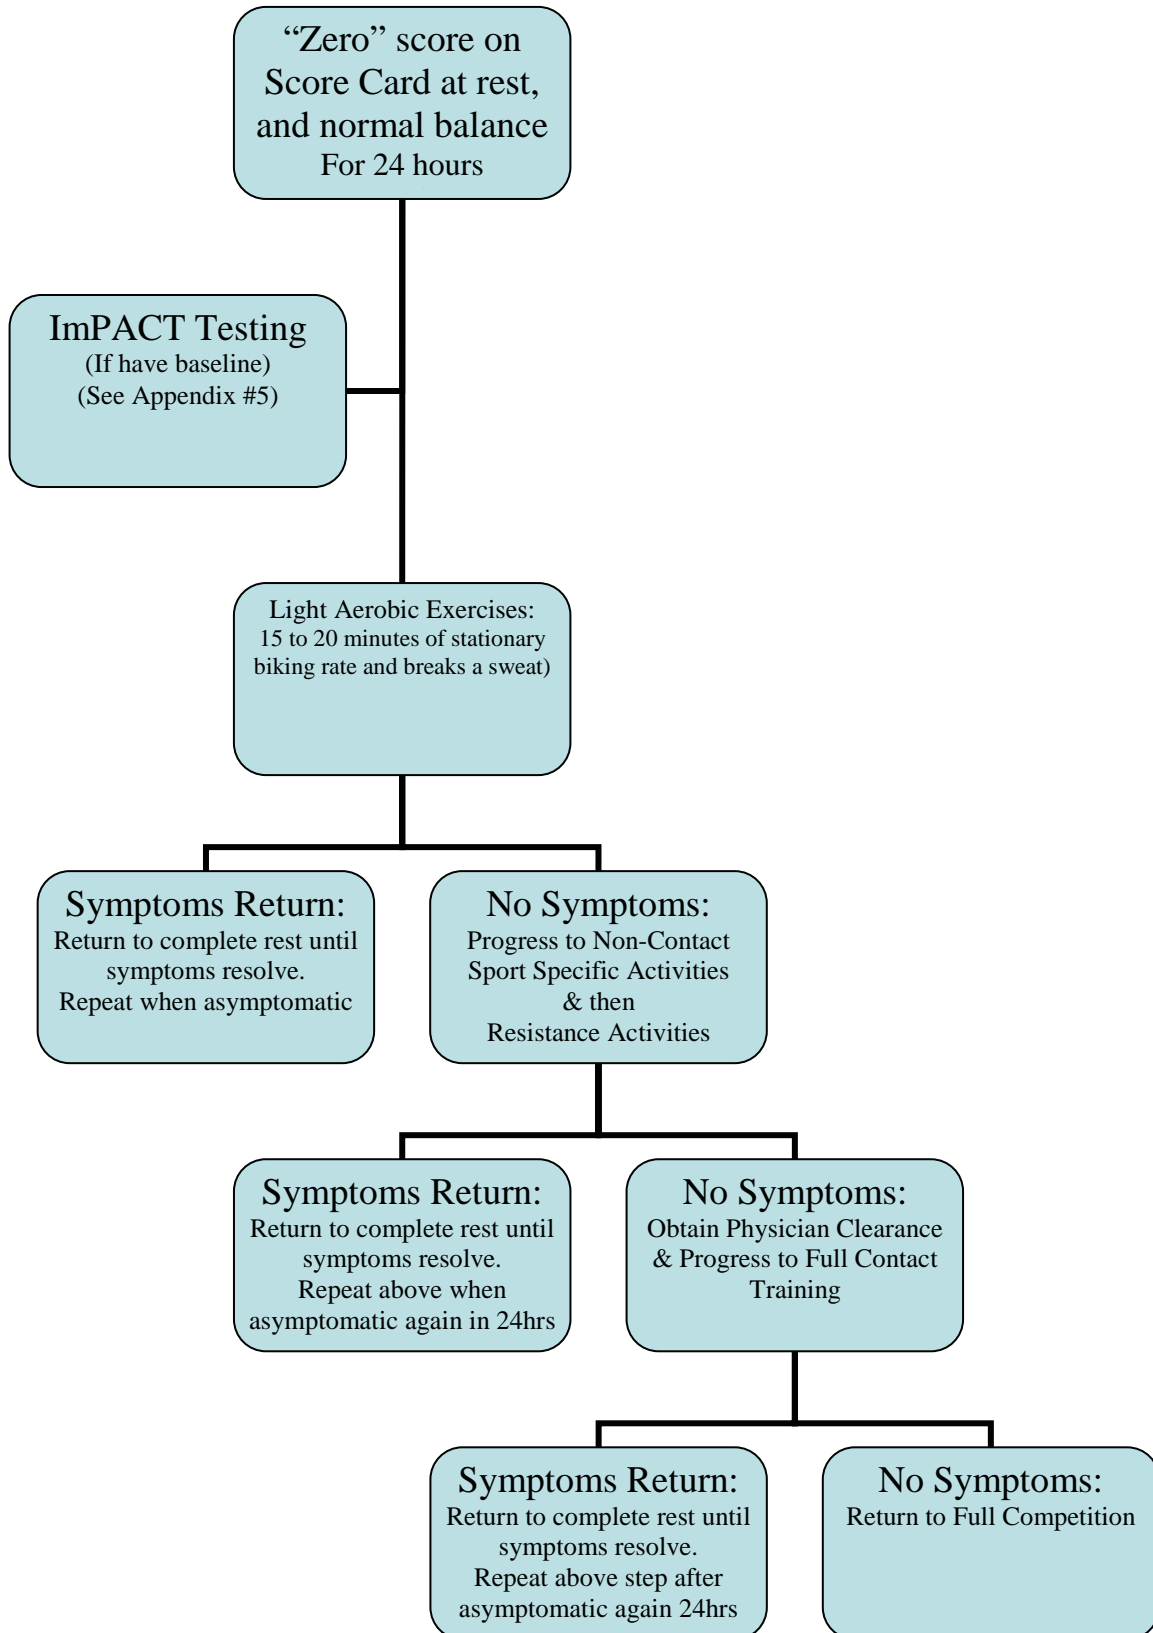 “Zero” score on
Score Card at rest,
and normal balance
For 24 hours
ImPACT Testing
(If have baseline)
(See Appendix #5)
Light Aerobic Exercises:
15 to 20 minutes of stationary
biking rate and breaks a sweat)
Symptoms Return:
Return to complete rest until
symptoms resolve.
Repeat when asymptomatic
No Symptoms:
Progress to Non-Contact
Sport Specific Activities
& then
Resistance Activities
Symptoms Return:
Return to complete rest until
symptoms resolve.
Repeat above when
asymptomatic again in 24hrs
No Symptoms:
Obtain Physician Clearance
& Progress to Full Contact
Training
Symptoms Return:
Return to complete rest until
symptoms resolve.
Repeat above step after
asymptomatic again 24hrs
No Symptoms:
Return to Full Competition